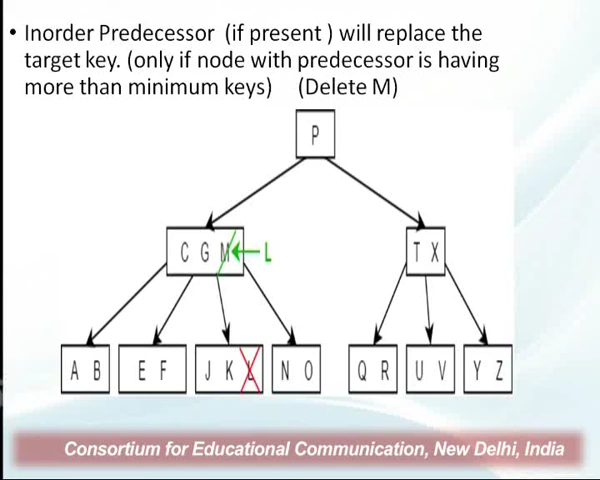 • Inorder Predecessor (if present ) will replace the
target key. (only if node with predecessor is having
more than minimum keys) (Delete M)
P
C G M L
T X
A B
E F
J K L
N O
Q R
U V
Y Z
Consortium for Educational Communication, New Delhi, India